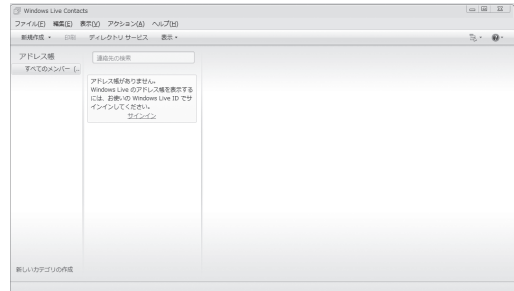 Windows Live Contacts
ファイル(F) 編集(E) 表示(V) アクション(A) ヘルプ(H)
新規作成 印刷 ディレクトリ サービス 表示
アドレス帳
連絡先の検索
すべてのメンバー (...
アドレス帳がありません。
Windows Live のアドレス帳を表示する
には、お使いの Windows Live ID でサ
インインしてください。
サインイン
新しいカテゴリの作成